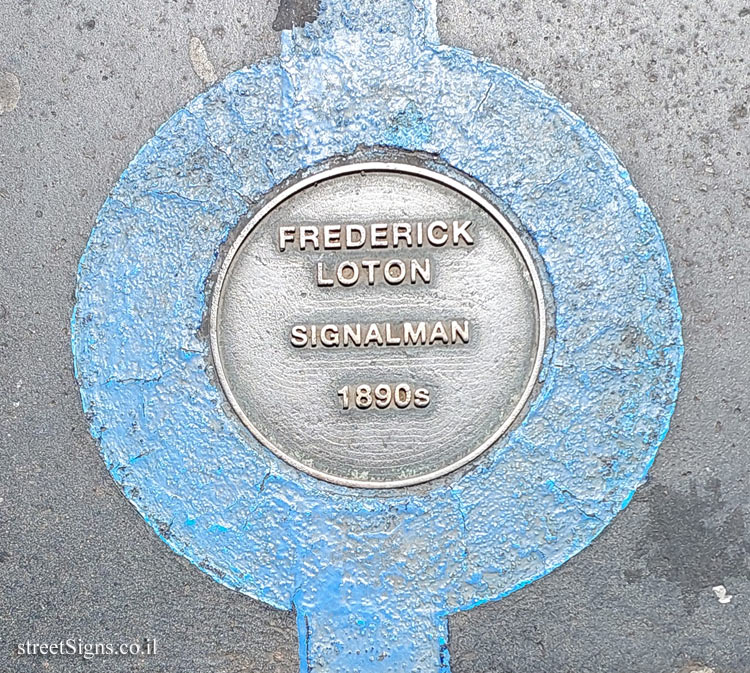 FREDERICK
LOTON
SIGNALMAN
1890s
streetSigns.co.il